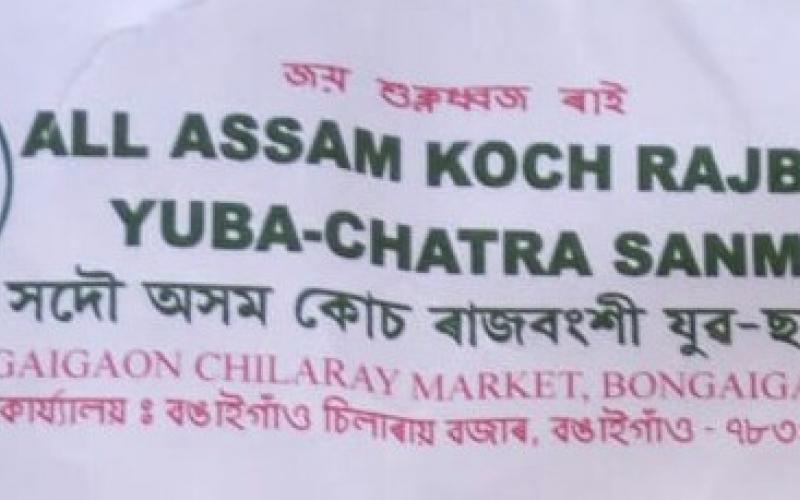 জয় শুক্লধ্বজ ৰাই
ALL ASSAM KOCH RAJB
YUBA-CHATRA SANM
সদৌ অসম কোচ ৰাজবংশী যুৱ-ছ
GAIGAON CHILARAY MARKET, BONGAIGA
কাৰ্য্যালয় ঃ বঙাইগাঁও চিলাৰায় বজাৰ, বঙাইগাঁও - ৭৮৩